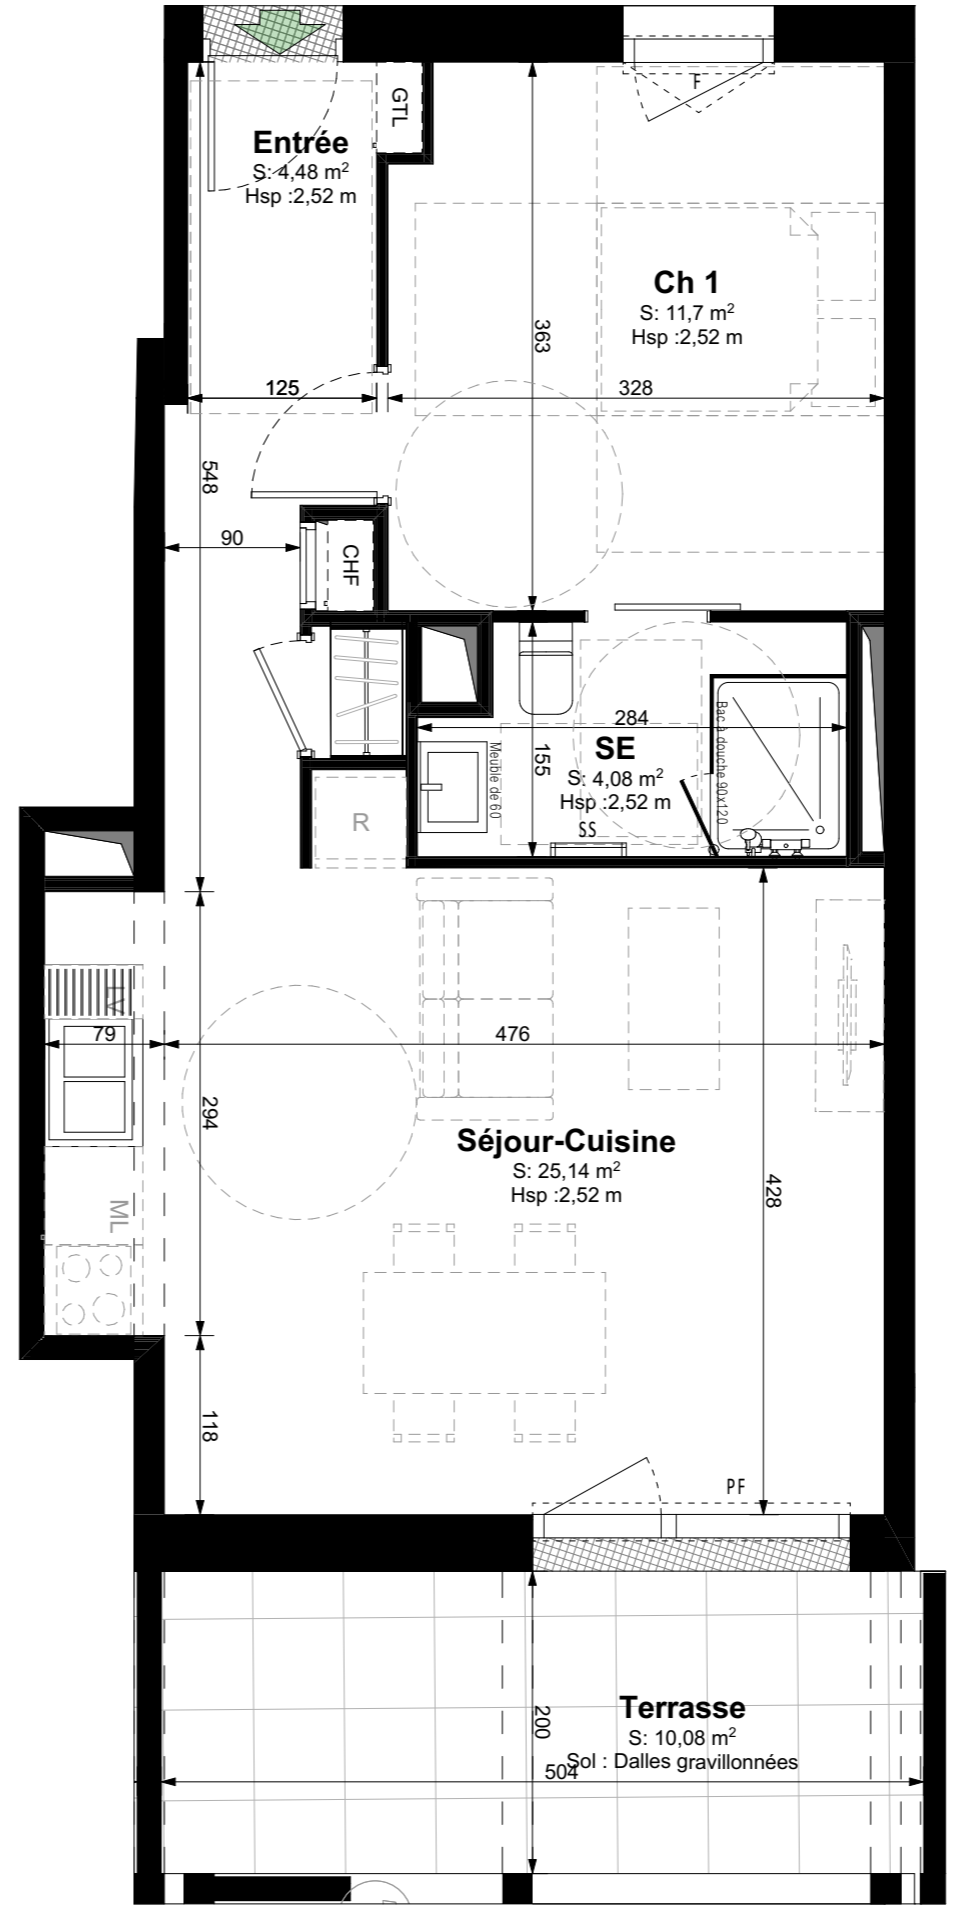 GTL
F
Entrée
S: 4,48 m²
Hsp :2,52 m
Ch 1
S: 11,7 m²
Hsp :2,52 m
363
125
328
548
90
CHF
284
SE
S: 4,08 m²
Hsp :2,52 m
155
Meuble de 60
Bac à douche 90x120
SS
R
LV
79
476
294
Séjour-Cuisine
S: 25,14 m²
Hsp :2,52 m
428
ML
118
PF
Terrasse
S: 10,08 m²
Sol : Dalles gravillonnées
200
504